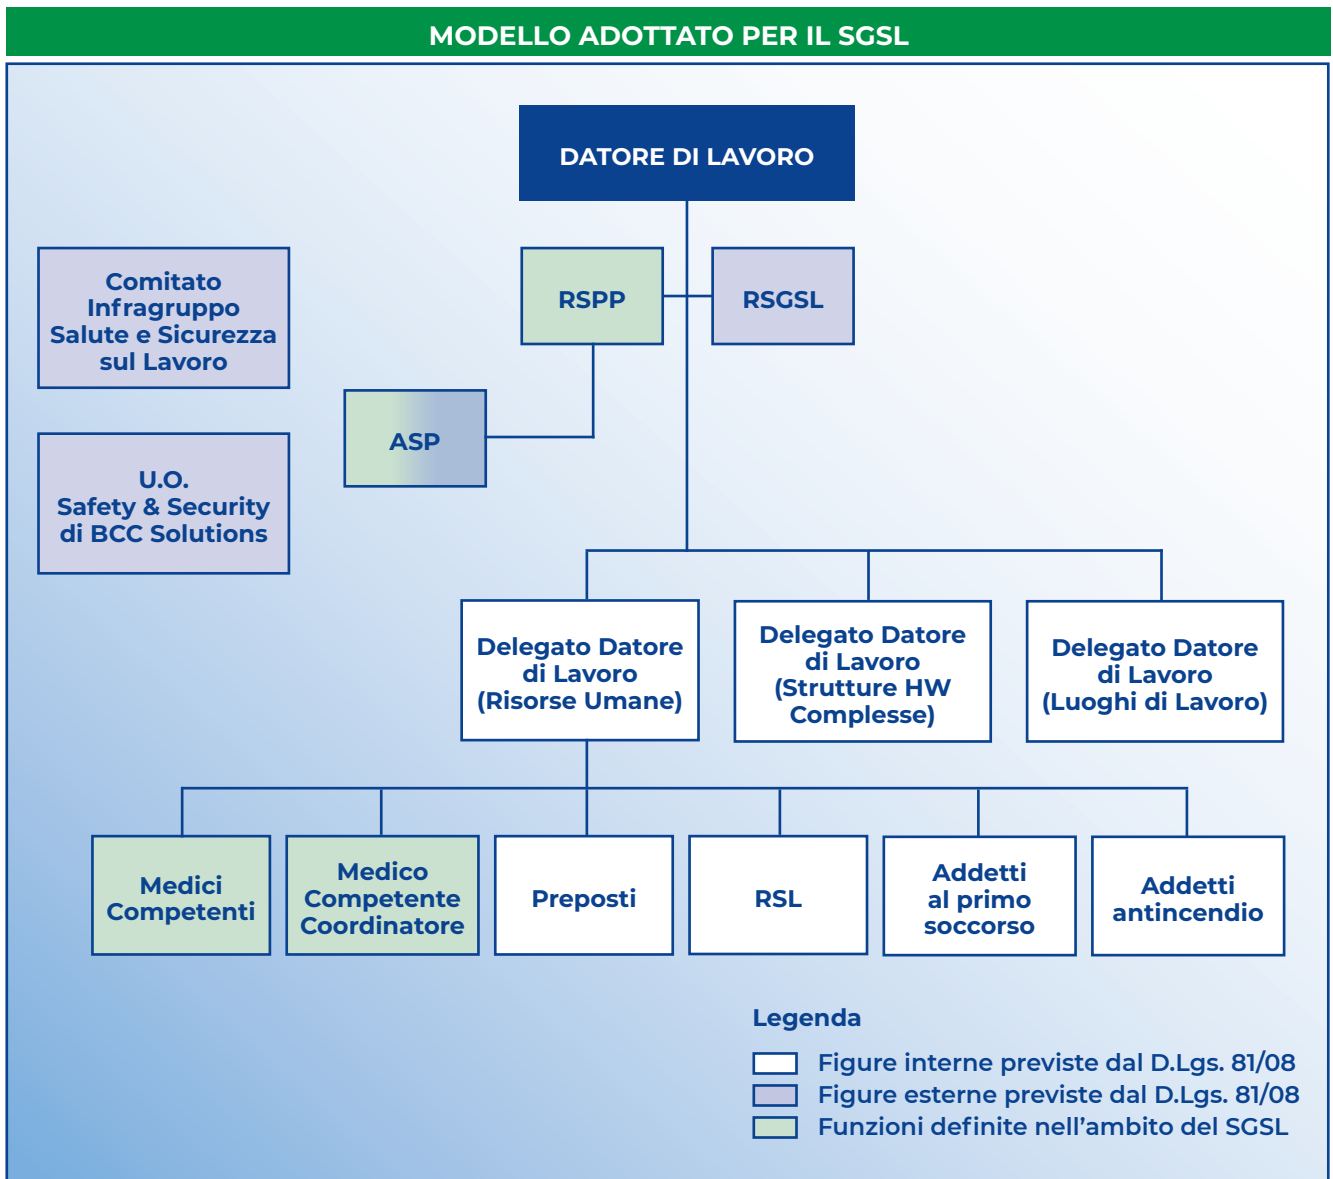 MODELLO ADOTTATO PER IL SGSL
DATORE DI LAVORO
Comitato
Infragruppo
Salute e Sicurezza
sul Lavoro
RSPP
RSGSL
ASP
U.O.
Safety & Security
di BCC Solutions
Delegato Datore
di Lavoro
(Risorse Umane)
Delegato Datore
di Lavoro
(Strutture HW
Complesse)
Delegato Datore
di Lavoro
(Luoghi di Lavoro)
Medici
Competenti
Medico
Competente
Coordinatore
Preposti
RSL
Addetti
al primo
soccorso
Addetti
antincendio
Legenda
Figure interne previste dal D.Lgs. 81/08
Figure esterne previste dal D.Lgs. 81/08
Funzioni definite nell’ambito del SGSL